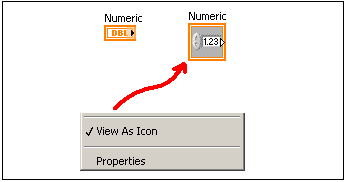 Numeric
Numeric
DBL
1.23
View As Icon
Properties